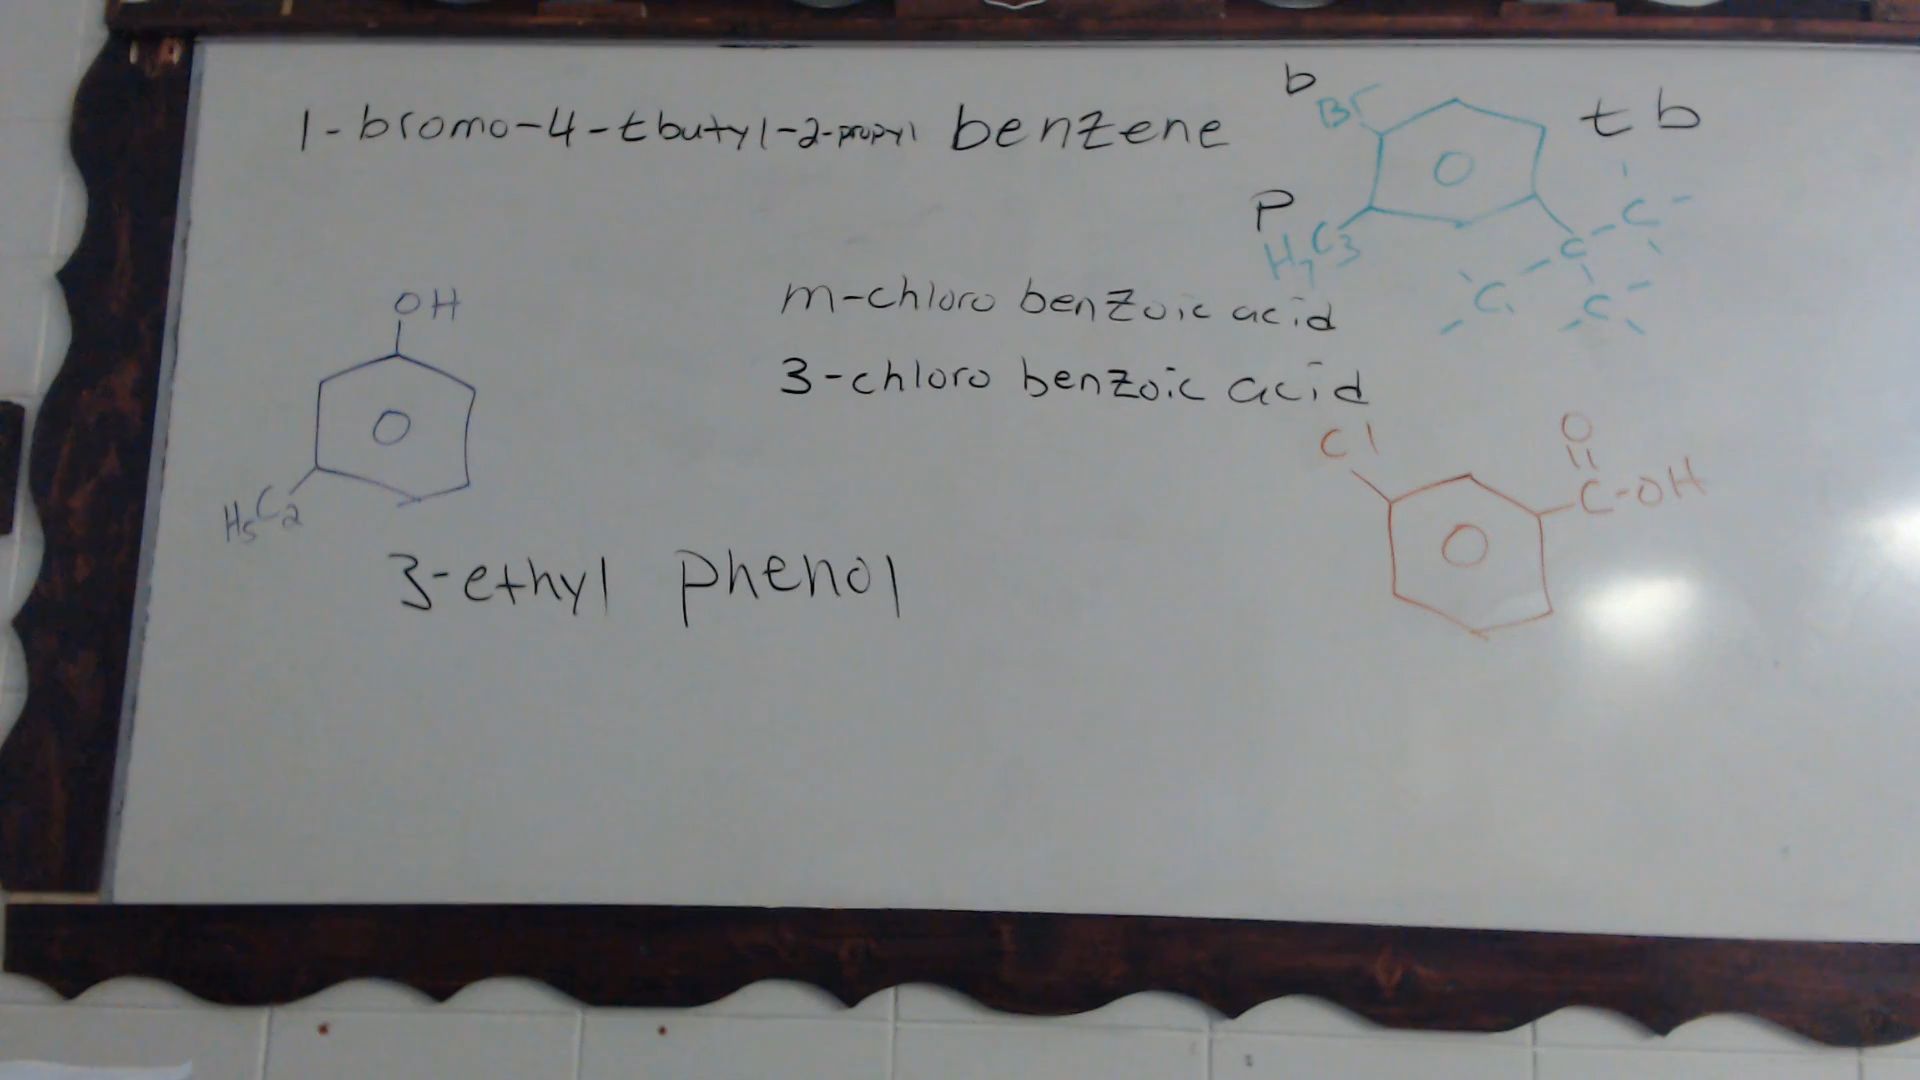 1-bromo-4-tbutyl-2-propyl benzene
b
Br
t b
P
H7C3
C
C
C
C
OH
H5C2
m-chloro benzoic acid
3-chloro benzoic acid
Cl
O
C-OH
3-ethyl phenol